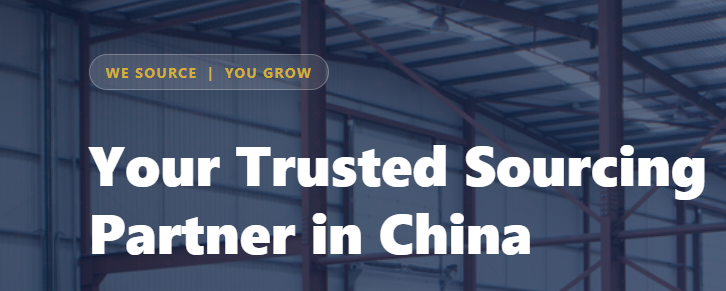 WE SOURCE | YOU GROW
Your Trusted Sourcing
Partner in China